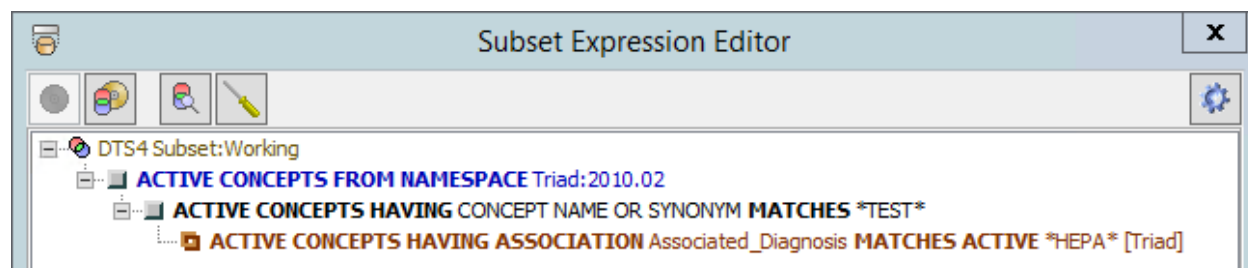 Subset Expression Editor
x
DTS4 Subset:Working
ACTIVE CONCEPTS FROM NAMESPACE Triad:2010.02
ACTIVE CONCEPTS HAVING CONCEPT NAME OR SYNONYM MATCHES *TEST*
ACTIVE CONCEPTS HAVING ASSOCIATION Associated_Diagnosis MATCHES ACTIVE *HEPA* [Triad]